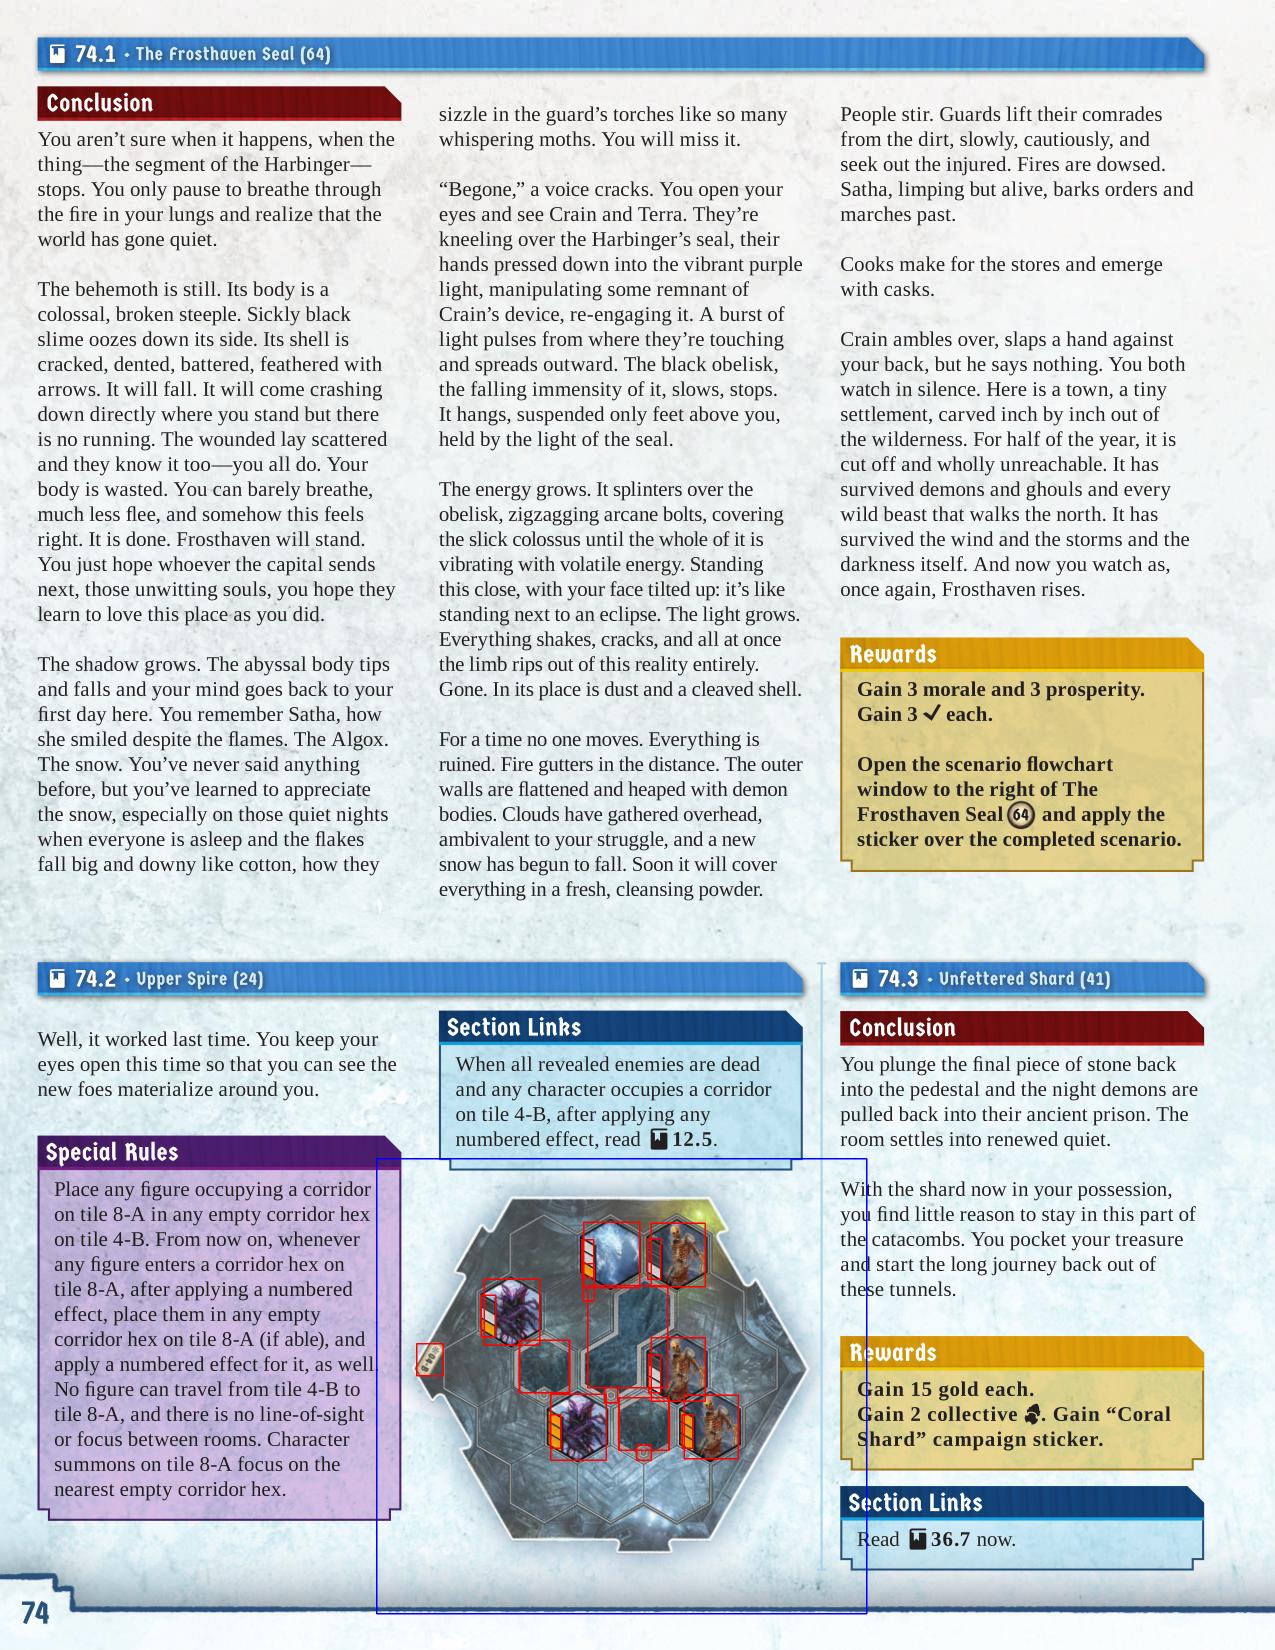 74.1 • The Frosthaven Seal (64)
Conclusion
You aren’t sure when it happens, when the
thing—the segment of the Harbinger—
stops. You only pause to breathe through
the fire in your lungs and realize that the
world has gone quiet.
The behemoth is still. Its body is a
colossal, broken steeple. Sickly black
slime oozes down its side. Its shell is
cracked, dented, battered, feathered with
arrows. It will fall. It will come crashing
down directly where you stand but there
is no running. The wounded lay scattered
and they know it too—you all do. Your
body is wasted. You can barely breathe,
much less flee, and somehow this feels
right. It is done. Frosthaven will stand.
You just hope whoever the capital sends
next, those unwitting souls, you hope they
learn to love this place as you did.
The shadow grows. The abyssal body tips
and falls and your mind goes back to your
first day here. You remember Satha, how
she smiled despite the flames. The Algox.
The snow. You’ve never said anything
before, but you’ve learned to appreciate
the snow, especially on those quiet nights
when everyone is asleep and the flakes
fall big and downy like cotton, how they
sizzle in the guard’s torches like so many
whispering moths. You will miss it.
“Begone,” a voice cracks. You open your
eyes and see Crain and Terra. They’re
kneeling over the Harbinger’s seal, their
hands pressed down into the vibrant purple
light, manipulating some remnant of
Crain’s device, re-engaging it. A burst of
light pulses from where they’re touching
and spreads outward. The black obelisk,
the falling immensity of it, slows, stops.
It hangs, suspended only feet above you,
held by the light of the seal.
The energy grows. It splinters over the
obelisk, zigzagging arcane bolts, covering
the slick colossus until the whole of it is
vibrating with volatile energy. Standing
this close, with your face tilted up: it’s like
standing next to an eclipse. The light grows.
Everything shakes, cracks, and all at once
the limb rips out of this reality entirely.
Gone. In its place is dust and a cleaved shell.
For a time no one moves. Everything is
ruined. Fire gutters in the distance. The outer
walls are flattened and heaped with demon
bodies. Clouds have gathered overhead,
ambivalent to your struggle, and a new
snow has begun to fall. Soon it will cover
everything in a fresh, cleansing powder.
People stir. Guards lift their comrades
from the dirt, slowly, cautiously, and
seek out the injured. Fires are dowsed.
Satha, limping but alive, barks orders and
marches past.
Cooks make for the stores and emerge
with casks.
Crain ambles over, slaps a hand against
your back, but he says nothing. You both
watch in silence. Here is a town, a tiny
settlement, carved inch by inch out of
the wilderness. For half of the year, it is
cut off and wholly unreachable. It has
survived demons and ghouls and every
wild beast that walks the north. It has
survived the wind and the storms and the
darkness itself. And now you watch as,
once again, Frosthaven rises.
Rewards
Gain 3 morale and 3 prosperity.
Gain 3 ✓ each.
Open the scenario flowchart
window to the right of The
Frosthaven Seal 64 and apply the
sticker over the completed scenario.
74.2 • Upper Spire (24)
Well, it worked last time. You keep your
eyes open this time so that you can see the
new foes materialize around you.
Special Rules
Place any figure occupying a corridor
on tile 8-A in any empty corridor hex
on tile 4-B. From now on, whenever
any figure enters a corridor hex on
tile 8-A, after applying a numbered
effect, place them in any empty
corridor hex on tile 8-A (if able), and
apply a numbered effect for it, as well.
No figure can travel from tile 4-B to
tile 8-A, and there is no line-of-sight
or focus between rooms. Character
summons on tile 8-A focus on the
nearest empty corridor hex.
Section Links
When all revealed enemies are dead
and any character occupies a corridor
on tile 4-B, after applying any
numbered effect, read 12.5.
74.3 • Unfettered Shard (41)
Conclusion
You plunge the final piece of stone back
into the pedestal and the night demons are
pulled back into their ancient prison. The
room settles into renewed quiet.
With the shard now in your possession,
you find little reason to stay in this part of
the catacombs. You pocket your treasure
and start the long journey back out of
these tunnels.
Rewards
Gain 15 gold each.
Gain 2 collective . Gain “Coral
Shard” campaign sticker.
Section Links
Read 36.7 now.
74